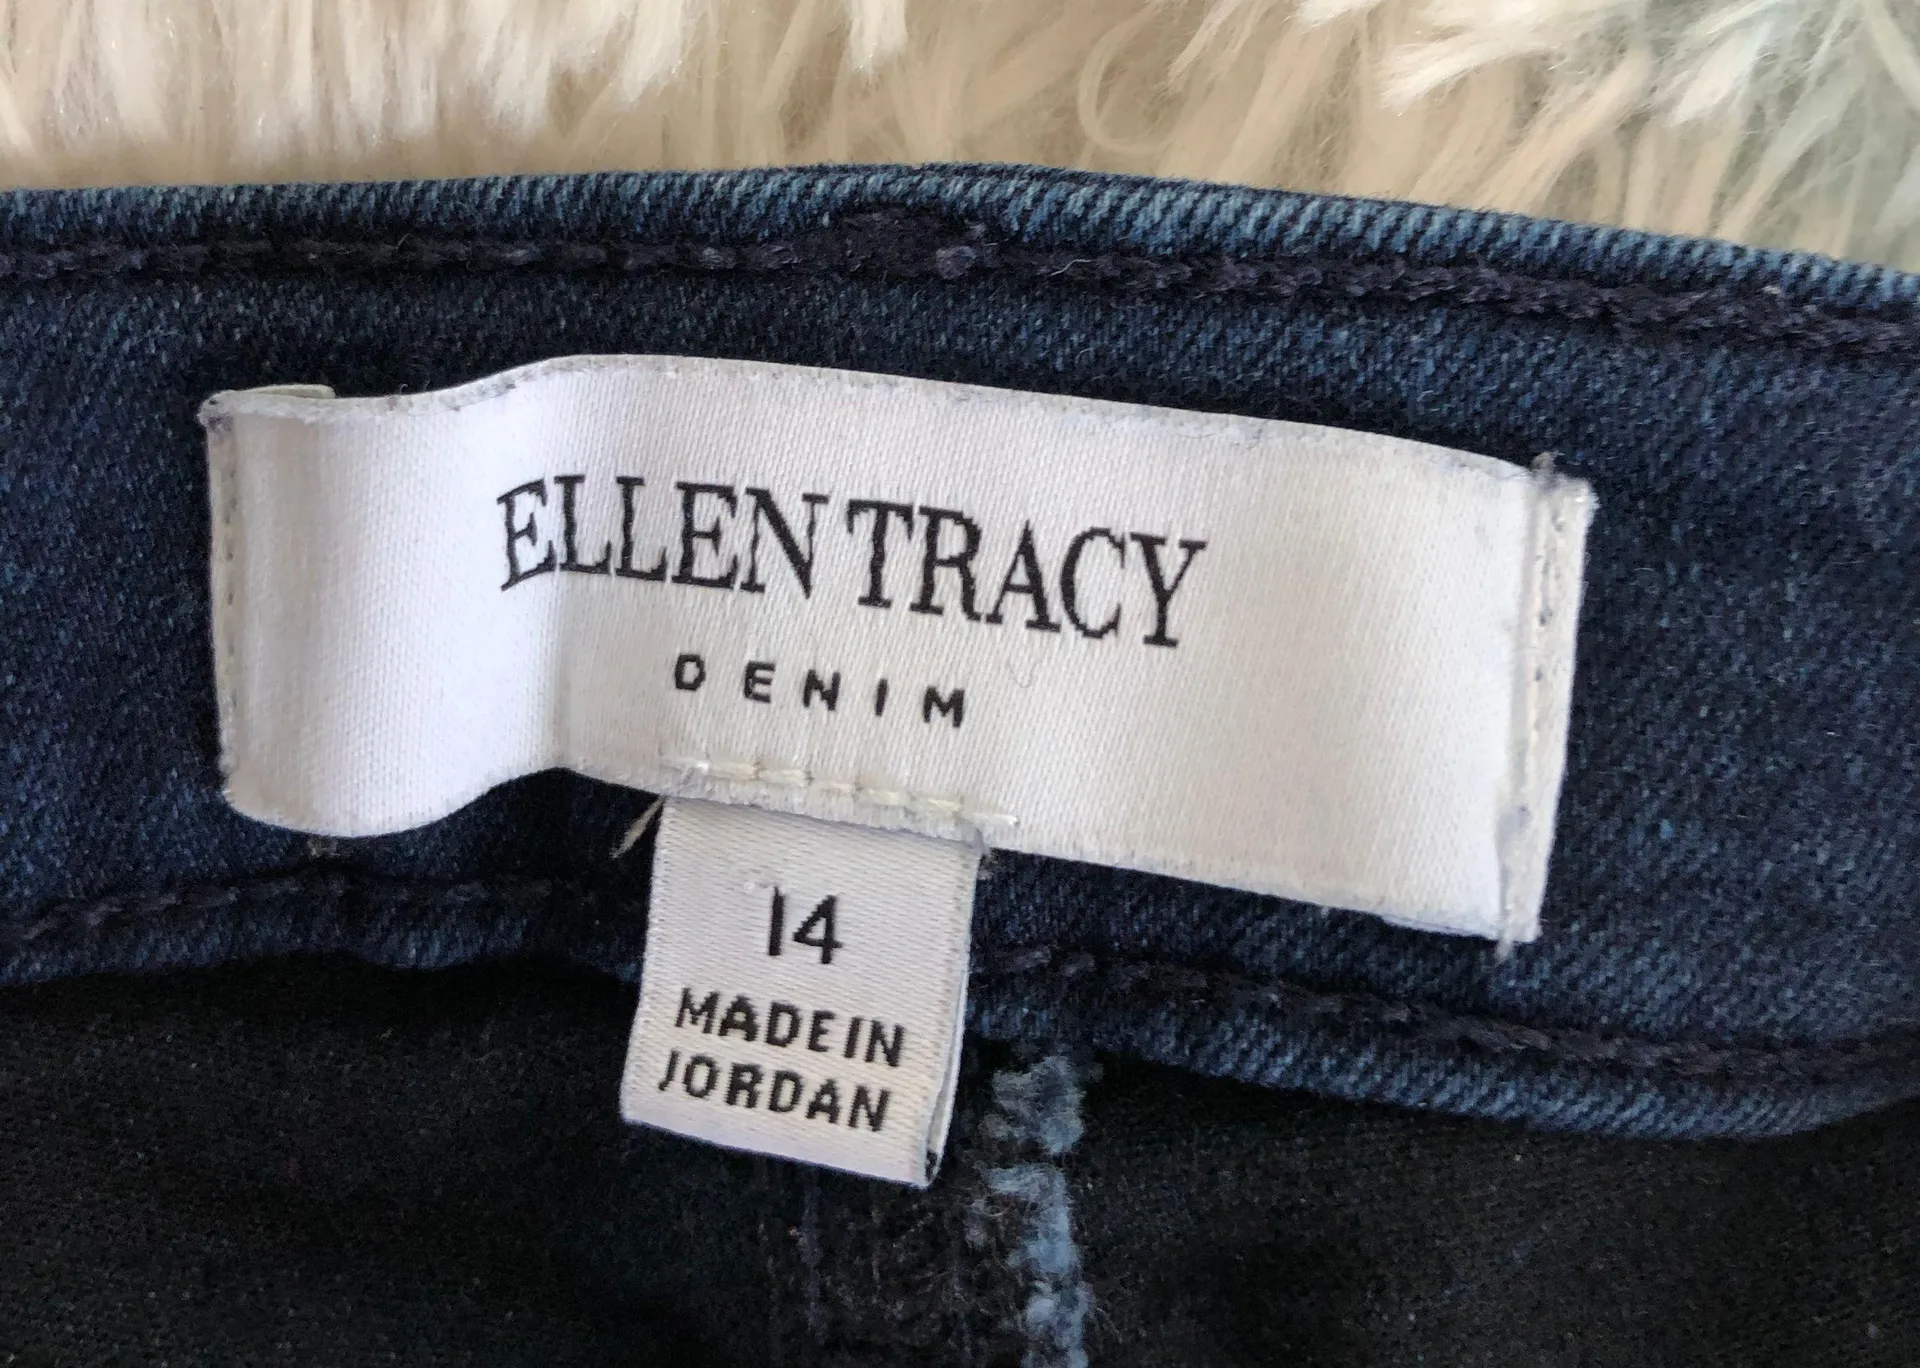 ELLEN TRACY
DENIM
14
MADE IN
JORDAN